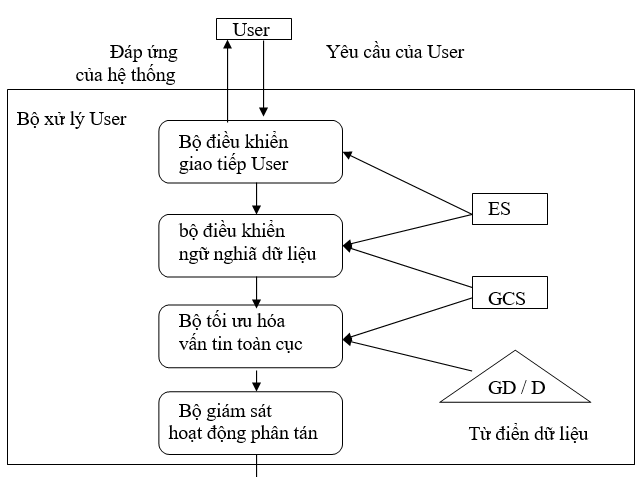 User
Đáp ứng
của hệ thống
Yêu cầu của User
Bộ xử lý User
Bộ điều khiển
giao tiếp User
ES
bộ điều khiển
ngữ nghiã dữ liệu
GCS
Bộ tối ưu hóa
vấn tin toàn cục
GD / D
Bộ giám sát
hoạt động phân tán
Từ điển dữ liệu